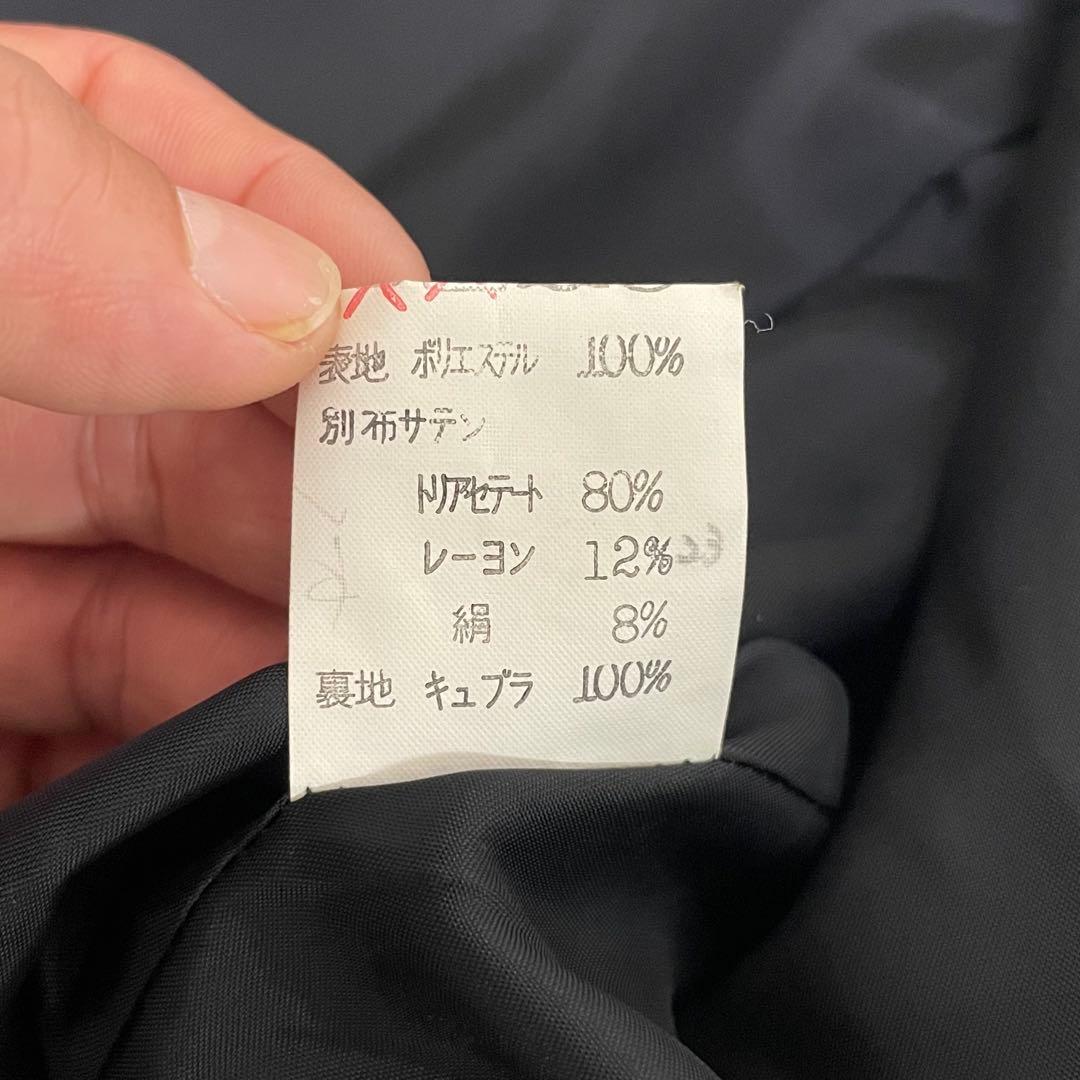 表地 ポリエステル 100%
別布サテン
トリアセテート 80%
レーヨン 12%
絹 8%
裏地 キュプラ 100%